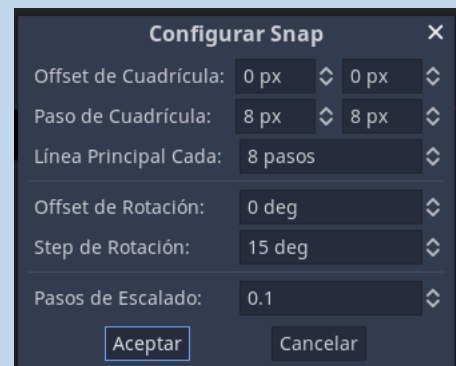 Configurar Snap
Offset de Cuadrícula: 0 px 0 px
Paso de Cuadrícula: 8 px 8 px
Línea Principal Cada: 8 pasos
Offset de Rotación: 0 deg
Step de Rotación: 15 deg
Pasos de Escalado: 0.1
Aceptar Cancelar